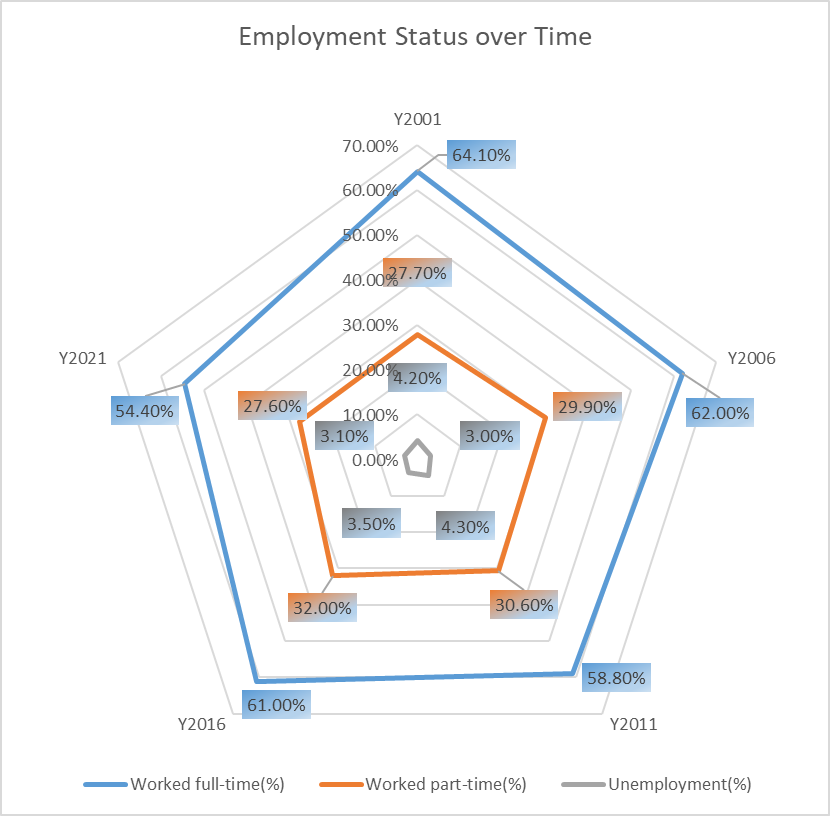 Employment Status over Time
Y2001
70.00%
64.10%
60.00%
50.00%
40.00%
27.70%
30.00%
20.00%
4.20%
10.00%
0.00%
Y2021
Y2006
54.40%
27.60%
29.90%
62.00%
3.10%
3.00%
3.50%
4.30%
32.00%
30.60%
61.00%
58.80%
Y2016
Y2011
Worked full-time(%)
Worked part-time(%)
Unemployment(%)